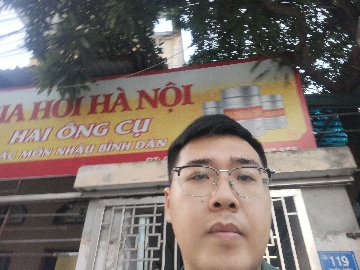 IA HƠI HÀ NỘI
HAI ÔNG CỤ
ÁC MÓN NHẬU BÌNH DÂN
119